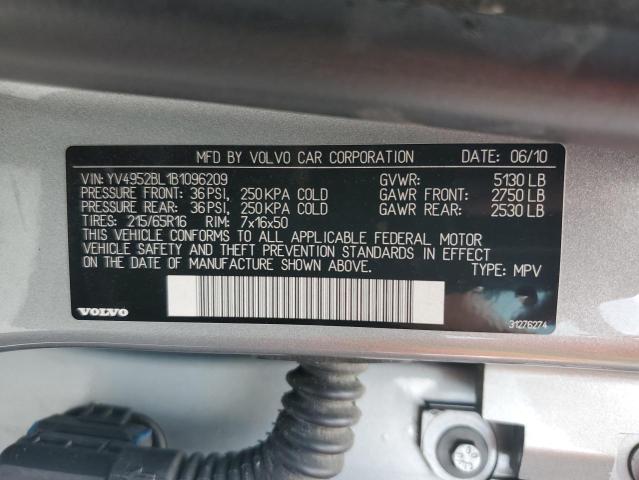 MFD BY VOLVO CAR CORPORATION DATE: 06/10
VIN: YV4952BL1B1096209 GVWR: 5130 LB
PRESSURE FRONT: 36 PSI, 250 KPA COLD GAWR FRONT: 2750 LB
PRESSURE REAR: 36 PSI, 250 KPA COLD GAWR REAR: 2530 LB
TIRES: 215/65R16 RIM: 7x16x50
THIS VEHICLE CONFORMS TO ALL APPLICABLE FEDERAL MOTOR
VEHICLE SAFETY AND THEFT PREVENTION STANDARDS IN EFFECT
ON THE DATE OF MANUFACTURE SHOWN ABOVE. TYPE: MPV
VOLVO 31276274